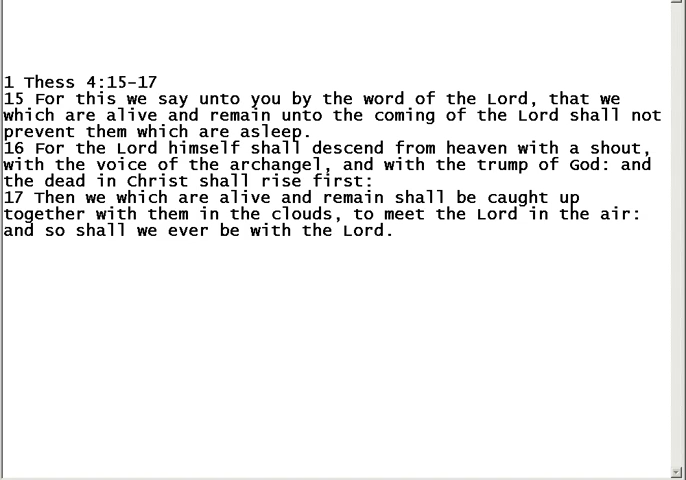 1 Thess 4:15-17
15 For this we say unto you by the word of the Lord, that we
which are alive and remain unto the coming of the Lord shall not
prevent them which are asleep.
16 For the Lord himself shall descend from heaven with a shout,
with the voice of the archangel, and with the trump of God: and
the dead in Christ shall rise first:
17 Then we which are alive and remain shall be caught up
together with them in the clouds, to meet the Lord in the air:
and so shall we ever be with the Lord.